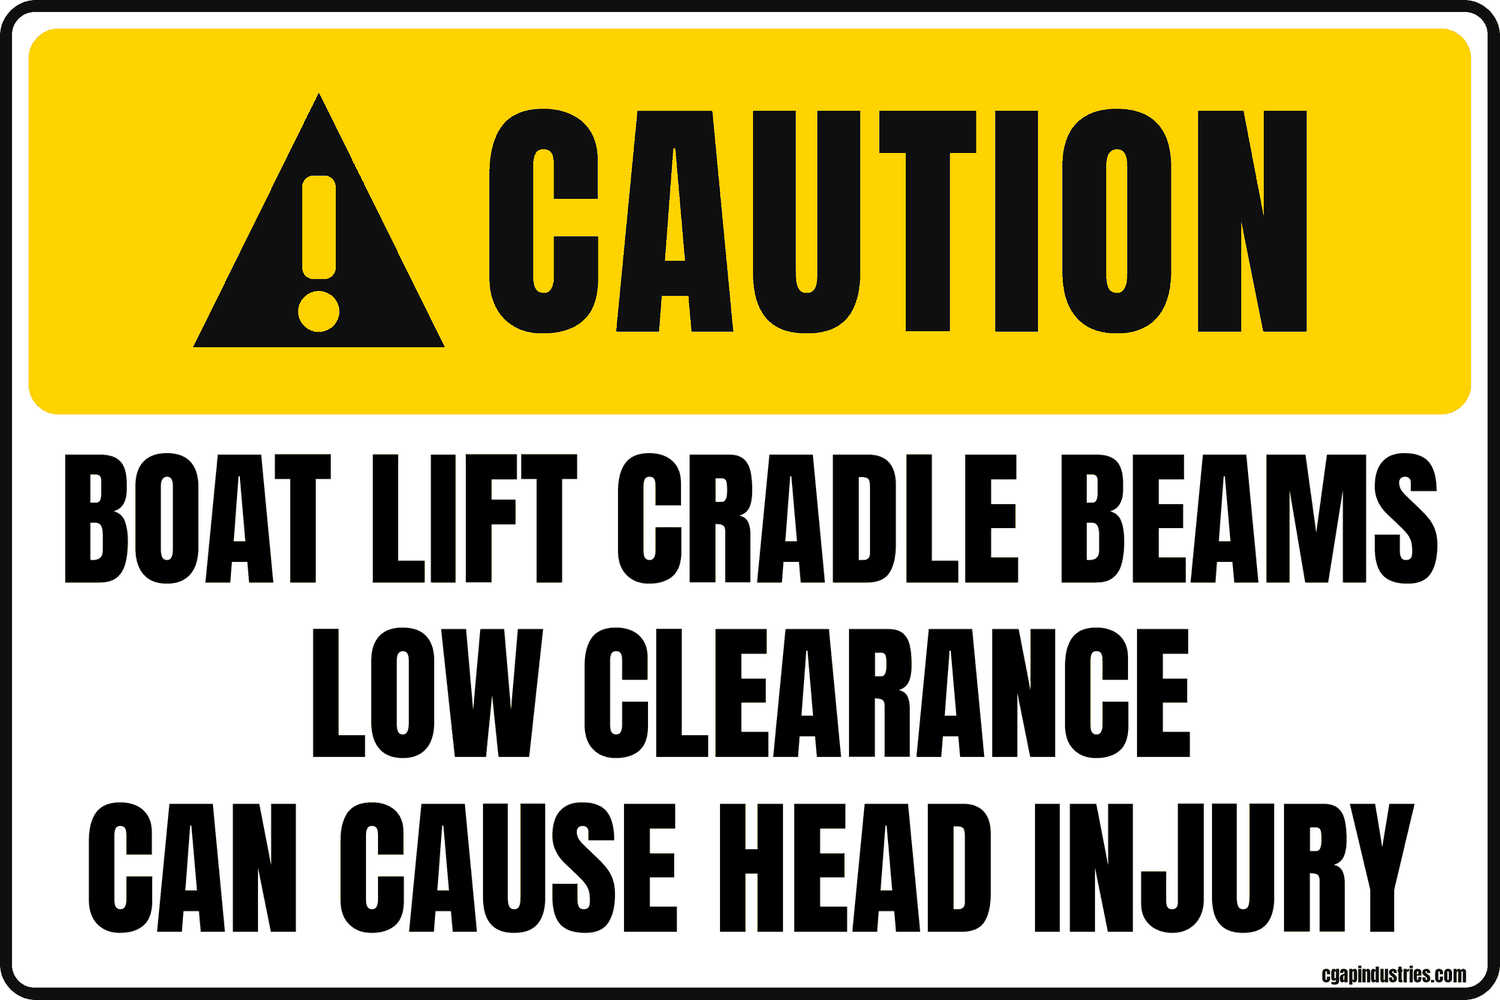 CAUTION
BOAT LIFT CRADLE BEAMS
LOW CLEARANCE
CAN CAUSE HEAD INJURY
cgapindustries.com